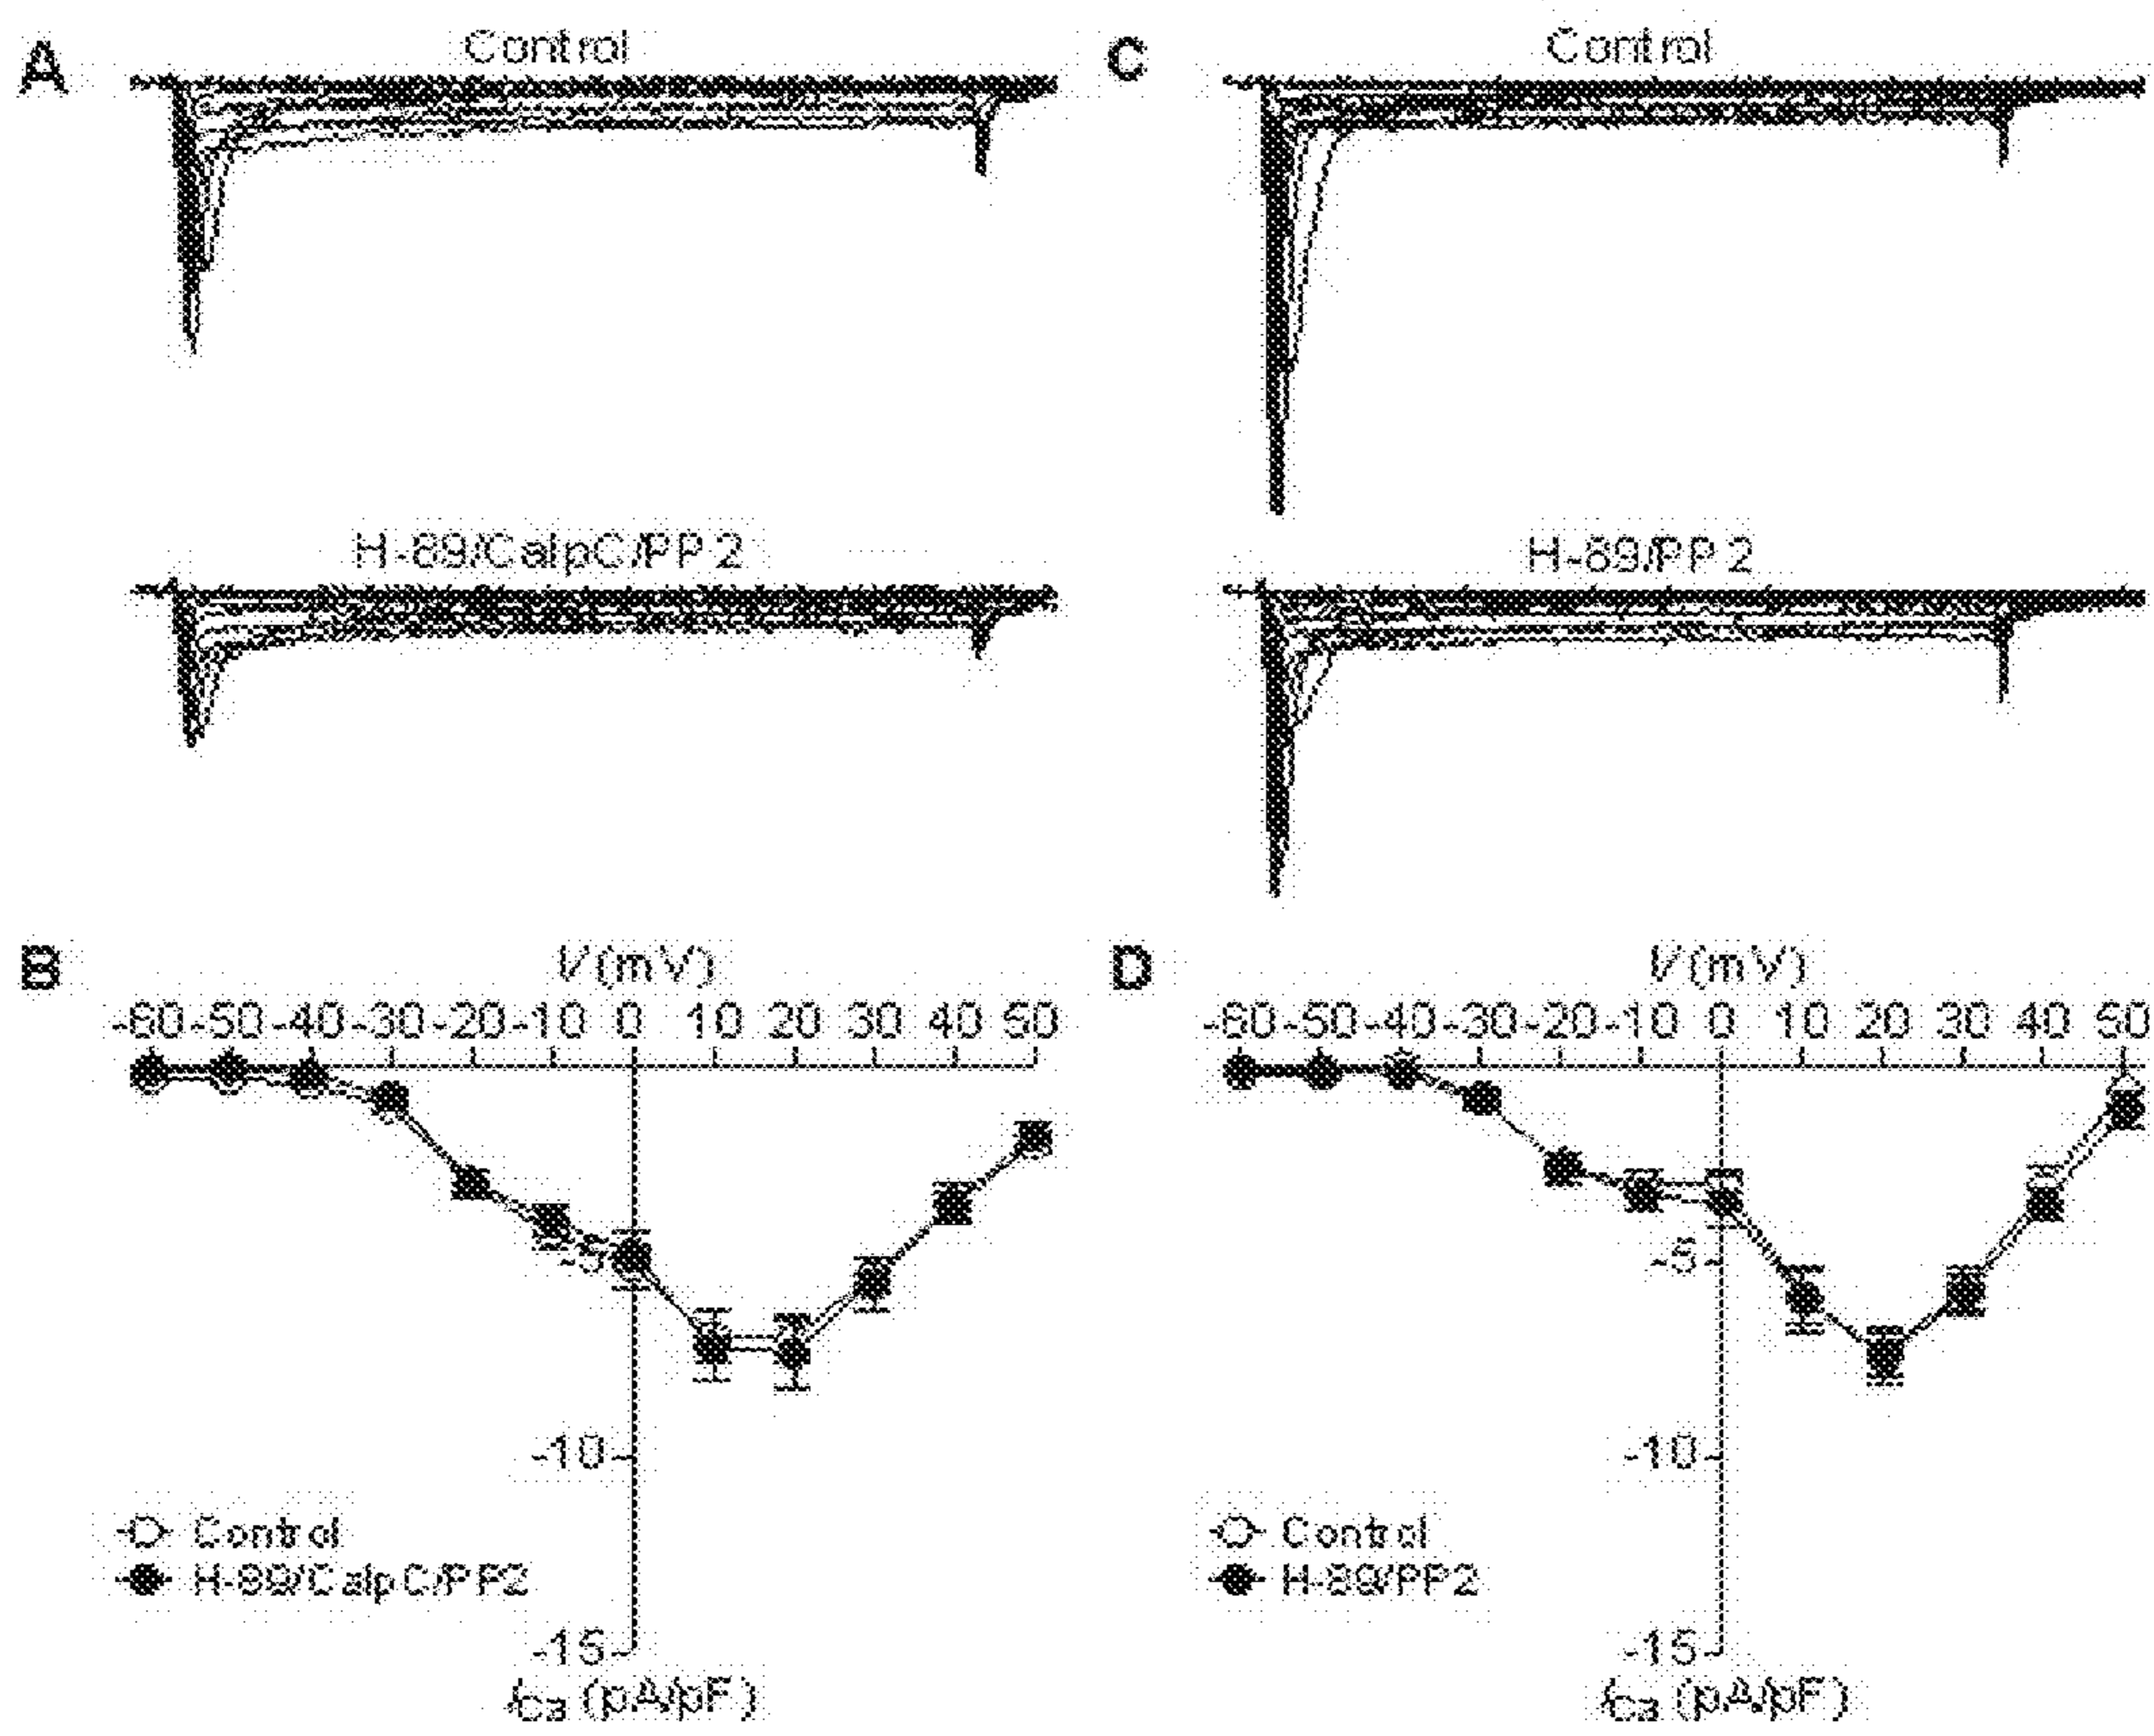 A
Control
H-89/CalpC/PP2
B
V (mV)
-60 -50 -40 -30 -20 -10 0 10 20 30 40 50
-5
-10
-15
Control
H-89/CalpC/PP2
ICa (pA/pF)
C
Control
H-89/PP2
D
V (mV)
-60 -50 -40 -30 -20 -10 0 10 20 30 40 50
-5
-10
-15
Control
H-89/PP2
ICa (pA/pF)